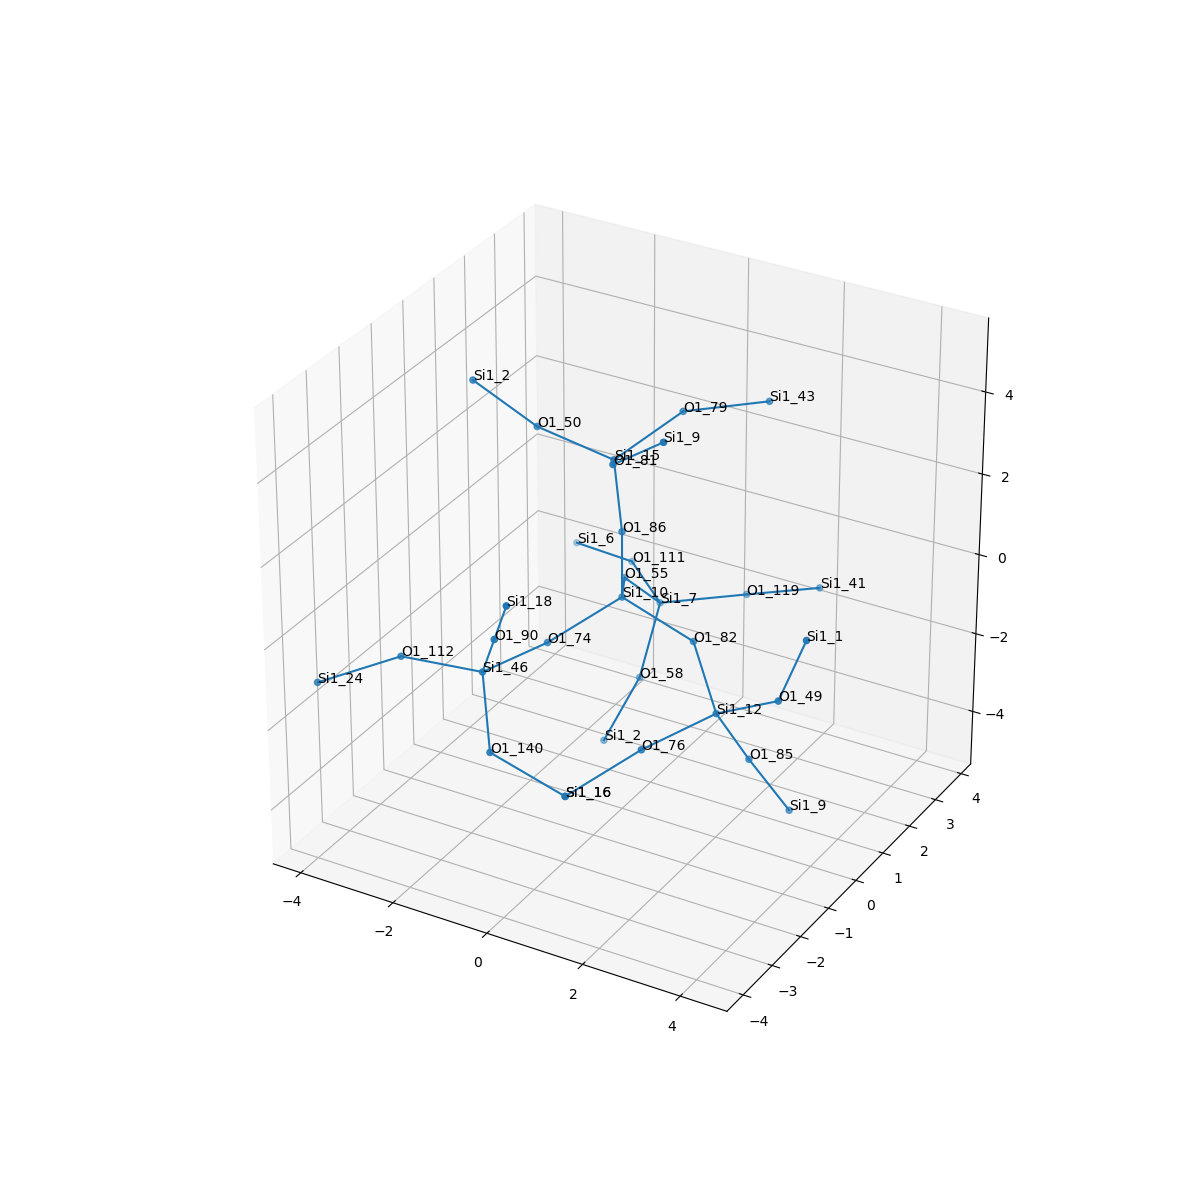 Si1_2
Si1_43
O1_79
O1_50
Si1_9
Si1_15
O1_81
O1_86
Si1_6
O1_111
O1_55
Si1_41
O1_119
Si1_10
Si1_7
Si1_18
O1_90
O1_74
O1_82
Si1_1
O1_112
Si1_46
Si1_24
O1_58
O1_49
Si1_12
Si1_2
O1_76
O1_140
O1_85
Si1_16
Si1_9
4
2
0
−2
−4
4
3
2
1
0
−1
−2
−3
−4
−4
−2
0
2
4